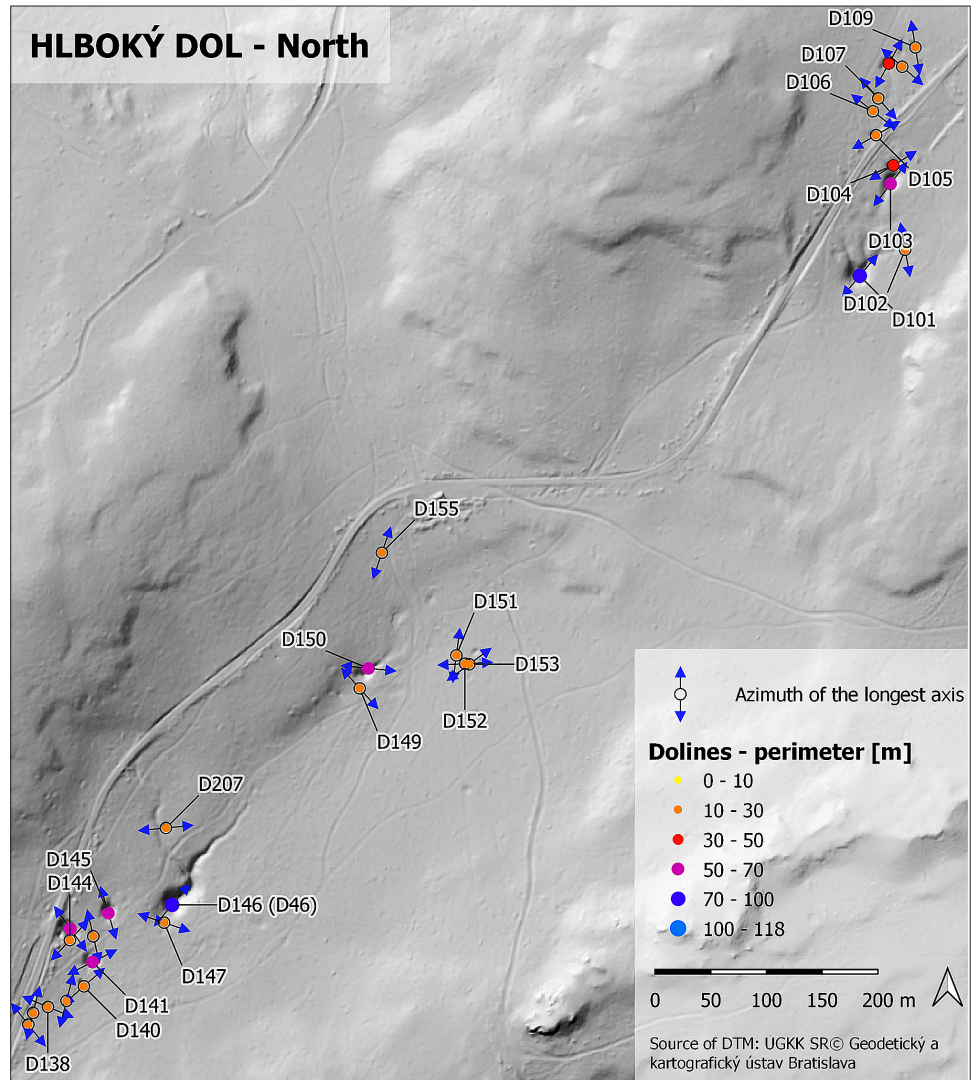 HLBOKÝ DOL - North
D109
D107
D106
D105
D104
D103
D102
D101
D155
D151
D150
D153
D152
D149
D207
D145
D144
D146 (D46)
D147
D141
D140
D138
Azimuth of the longest axis
Dolines - perimeter [m]
0 - 10
10 - 30
30 - 50
50 - 70
70 - 100
100 - 118
0 50 100 150 200 m
Source of DTM: ÚGKK SR© Geodetický a
kartografický ústav Bratislava